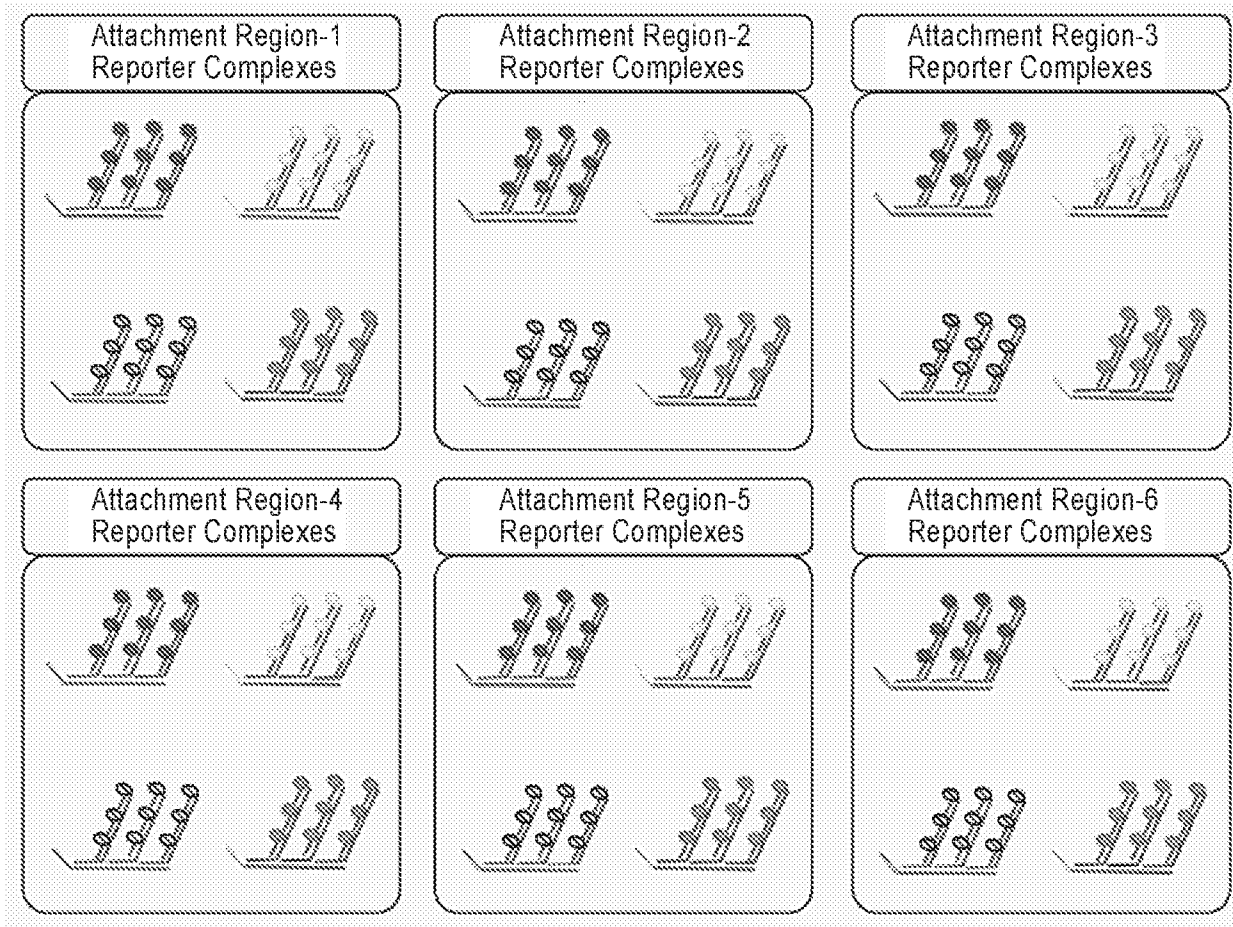 Attachment Region-1
Reporter Complexes
Attachment Region-2
Reporter Complexes
Attachment Region-3
Reporter Complexes
Attachment Region-4
Reporter Complexes
Attachment Region-5
Reporter Complexes
Attachment Region-6
Reporter Complexes